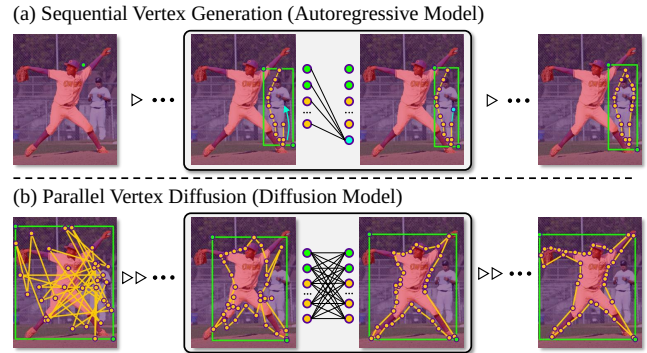 (a) Sequential Vertex Generation (Autoregressive Model)
(b) Parallel Vertex Diffusion (Diffusion Model)